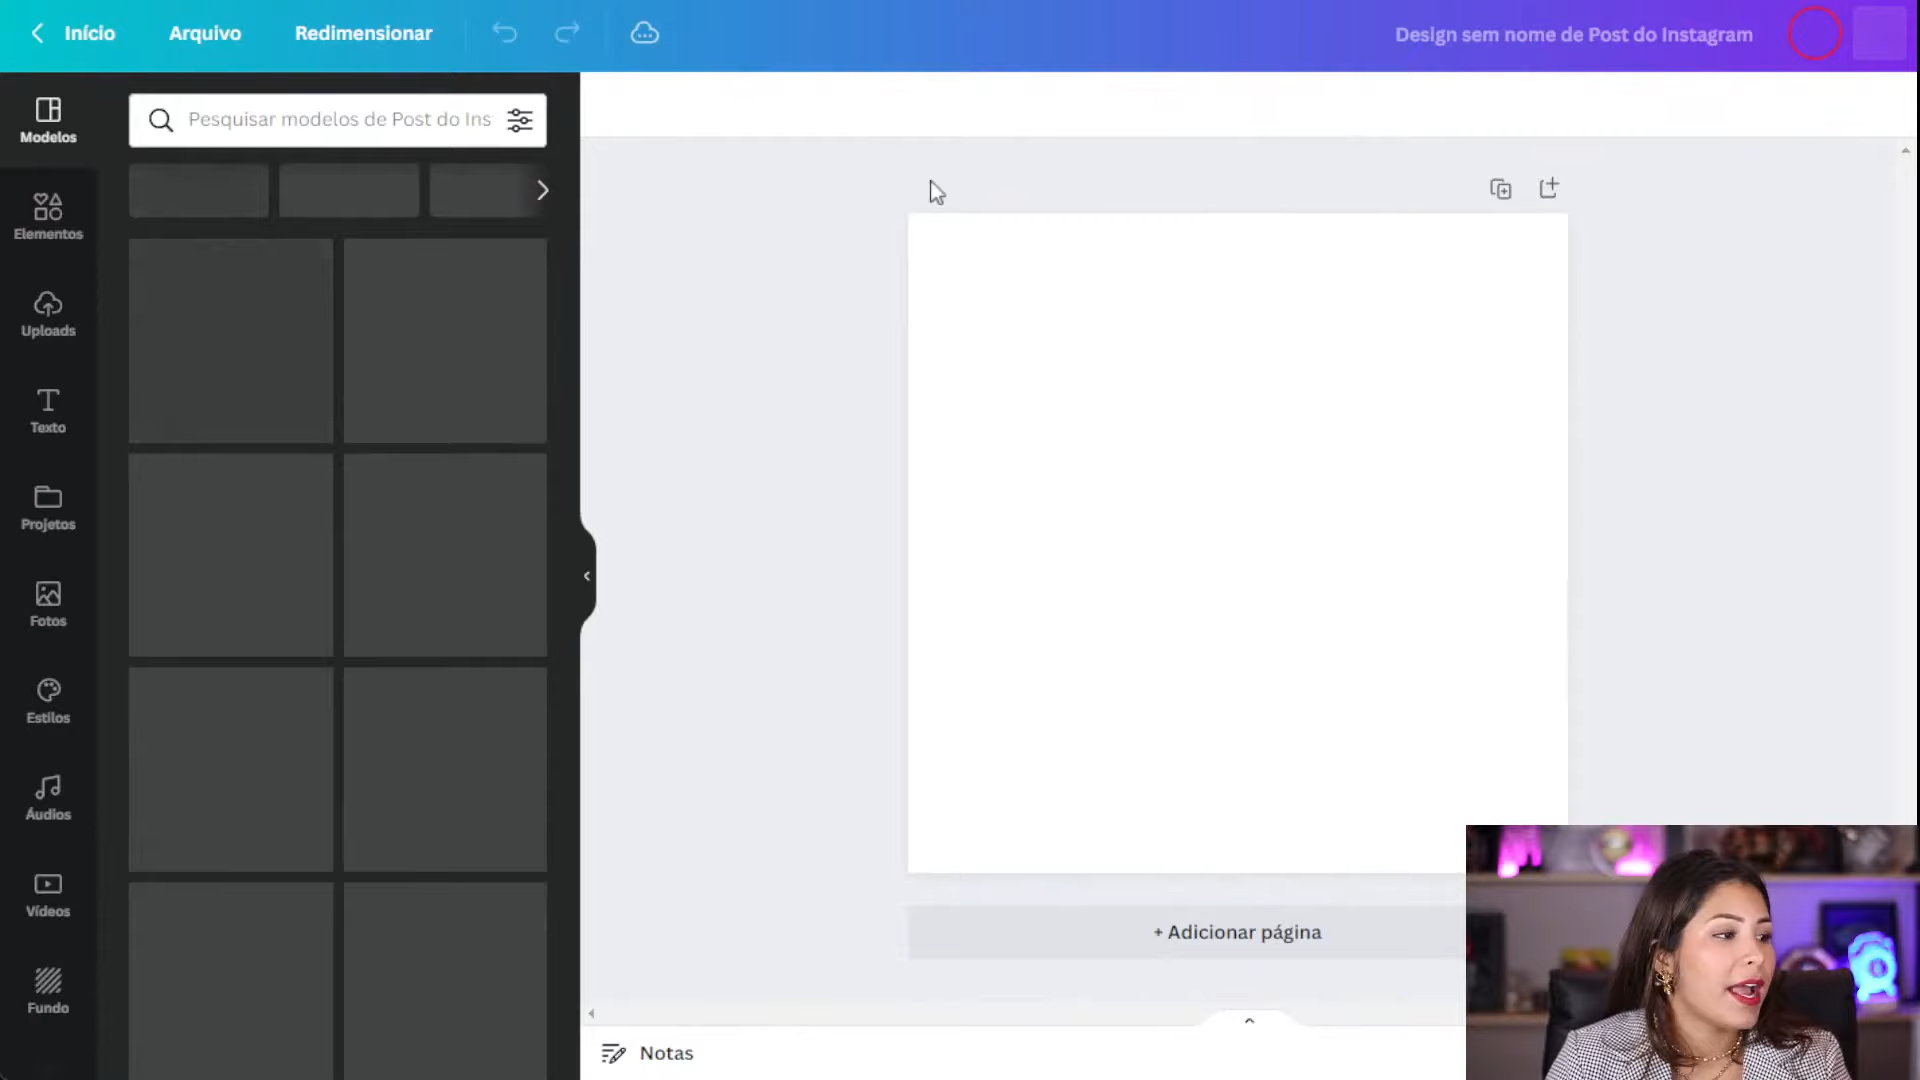 Início
Arquivo
Redimensionar
Design sem nome de Post do Instagram
Modelos
Pesquisar modelos de Post do Ins
Elementos
Uploads
Texto
Projetos
Fotos
Estilos
Áudios
Vídeos
Fundo
+ Adicionar página
Notas